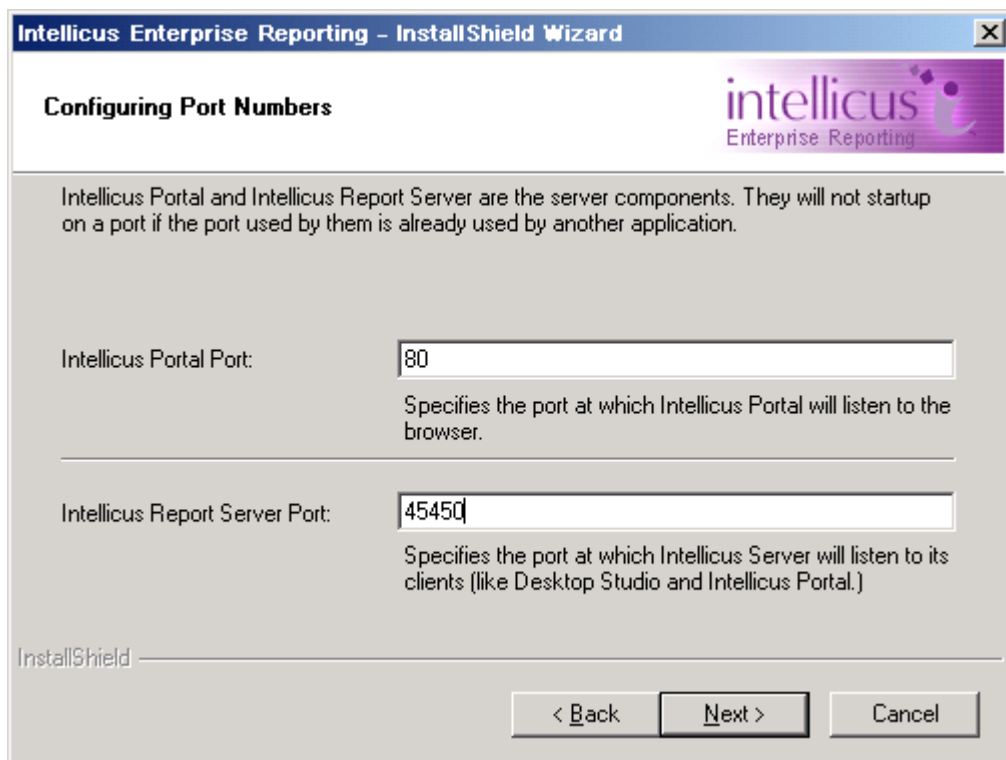 Intellicus Enterprise Reporting - InstallShield Wizard
Configuring Port Numbers
intellicus
Enterprise Reporting
Intellicus Portal and Intellicus Report Server are the server components. They will not startup
on a port if the port used by them is already used by another application.
Intellicus Portal Port:
80
Specifies the port at which Intellicus Portal will listen to the
browser.
Intellicus Report Server Port:
45450
Specifies the port at which Intellicus Server will listen to its
clients (like Desktop Studio and Intellicus Portal.)
InstallShield
< Back
Next >
Cancel